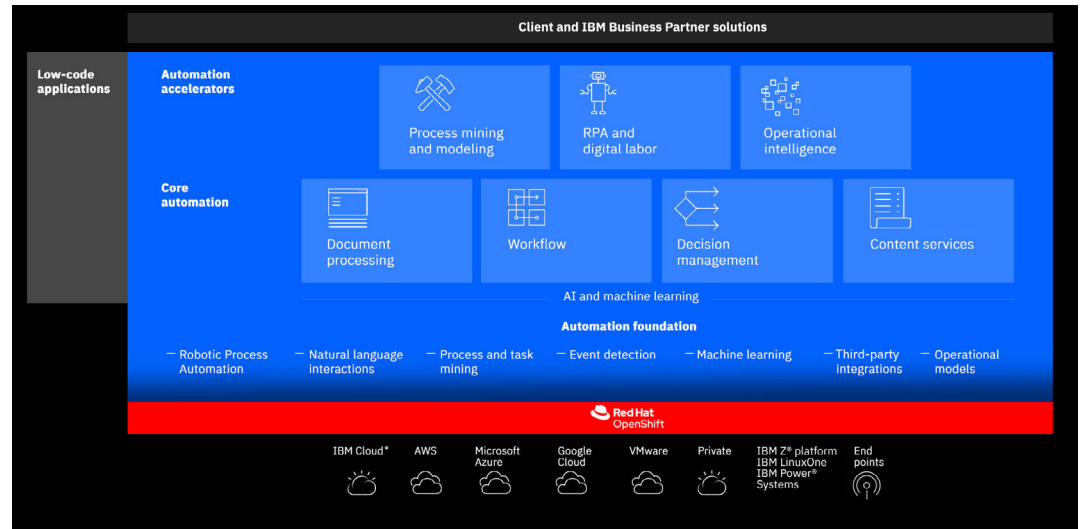 Client and IBM Business Partner solutions
Low-code
applications
Automation
accelerators
Process mining
and modeling
RPA and
digital labor
Operational
intelligence
Core
automation
Document
processing
Workflow
Decision
management
Content services
AI and machine learning
Automation foundation
— Robotic Process
Automation
— Natural language
interactions
— Process and task
mining
— Event detection
— Machine learning
— Third-party
integrations
— Operational
models
Red Hat
OpenShift
IBM Cloud®
AWS
Microsoft
Azure
Google
Cloud
VMware
Private
IBM Z® platform
IBM LinuxOne
IBM Power®
Systems
End
points